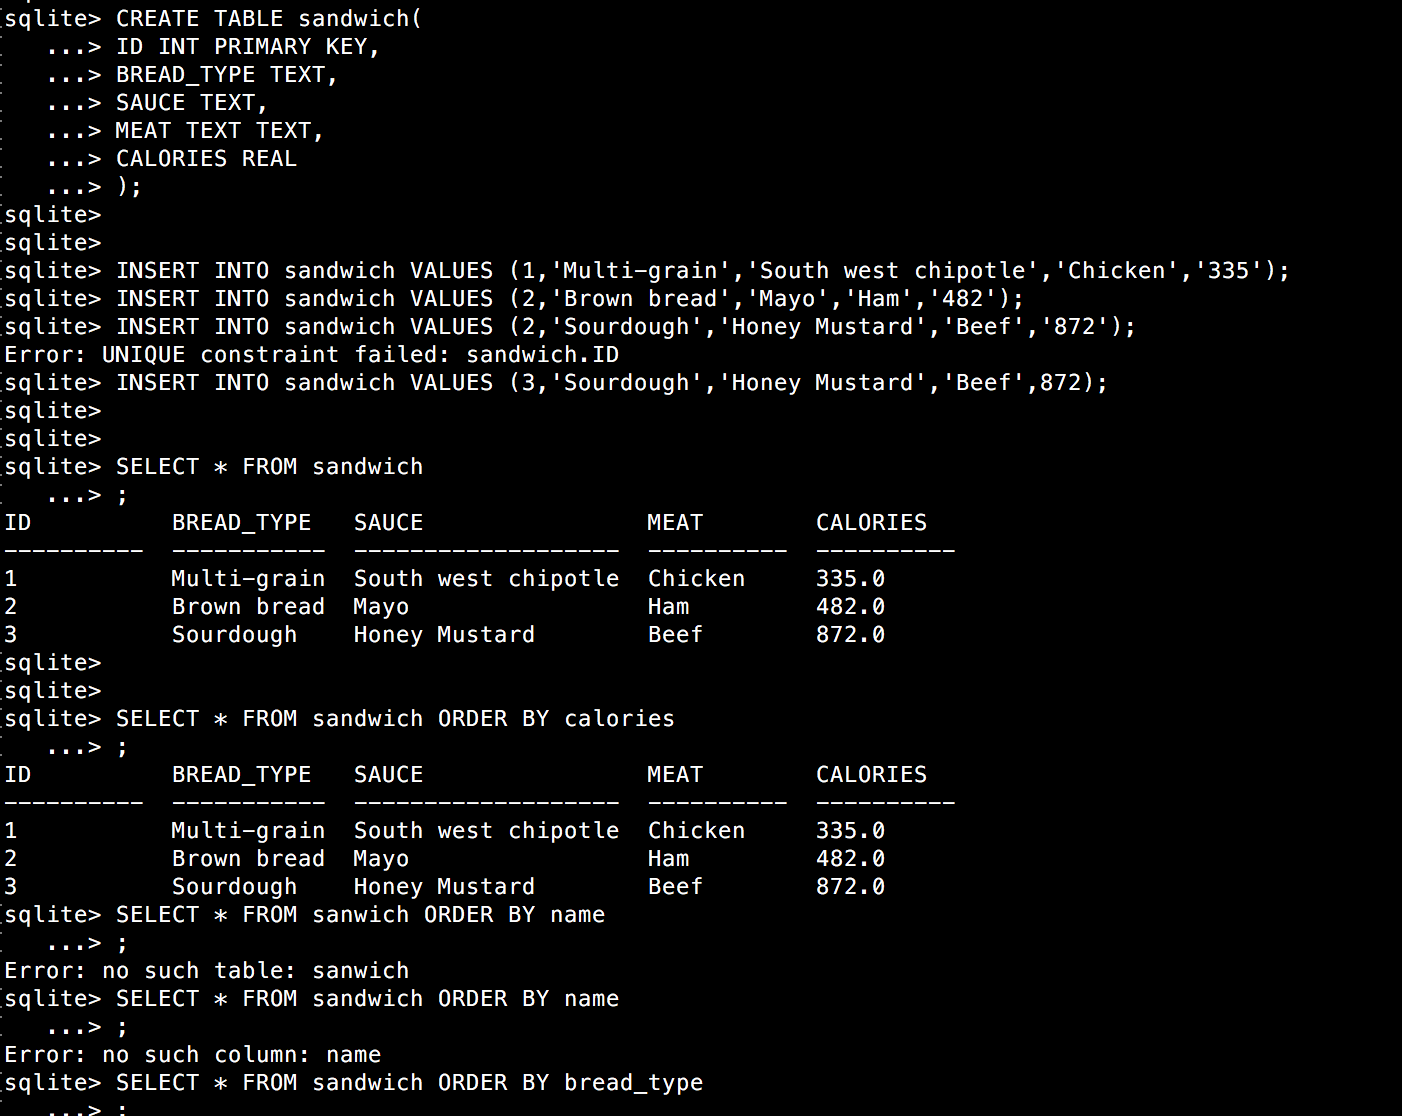 sqlite> CREATE TABLE sandwich(
   ...> ID INT PRIMARY KEY,
   ...> BREAD_TYPE TEXT,
   ...> SAUCE TEXT,
   ...> MEAT TEXT TEXT,
   ...> CALORIES REAL
   ...> );
sqlite>
sqlite>
sqlite> INSERT INTO sandwich VALUES (1,'Multi-grain','South west chipotle','Chicken','335');
sqlite> INSERT INTO sandwich VALUES (2,'Brown bread','Mayo','Ham','482');
sqlite> INSERT INTO sandwich VALUES (2,'Sourdough','Honey Mustard','Beef','872');
Error: UNIQUE constraint failed: sandwich.ID
sqlite> INSERT INTO sandwich VALUES (3,'Sourdough','Honey Mustard','Beef',872);
sqlite>
sqlite>
sqlite> SELECT * FROM sandwich
   ...> ;
ID          BREAD_TYPE   SAUCE                MEAT        CALORIES
----------  -----------  -------------------  ----------  ----------
1           Multi-grain  South west chipotle  Chicken     335.0
2           Brown bread  Mayo                 Ham         482.0
3           Sourdough    Honey Mustard        Beef        872.0
sqlite>
sqlite>
sqlite> SELECT * FROM sandwich ORDER BY calories
   ...> ;
ID          BREAD_TYPE   SAUCE                MEAT        CALORIES
----------  -----------  -------------------  ----------  ----------
1           Multi-grain  South west chipotle  Chicken     335.0
2           Brown bread  Mayo                 Ham         482.0
3           Sourdough    Honey Mustard        Beef        872.0
sqlite> SELECT * FROM sanwich ORDER BY name
   ...> ;
Error: no such table: sanwich
sqlite> SELECT * FROM sandwich ORDER BY name
   ...> ;
Error: no such column: name
sqlite> SELECT * FROM sandwich ORDER BY bread_type
   ...> ;